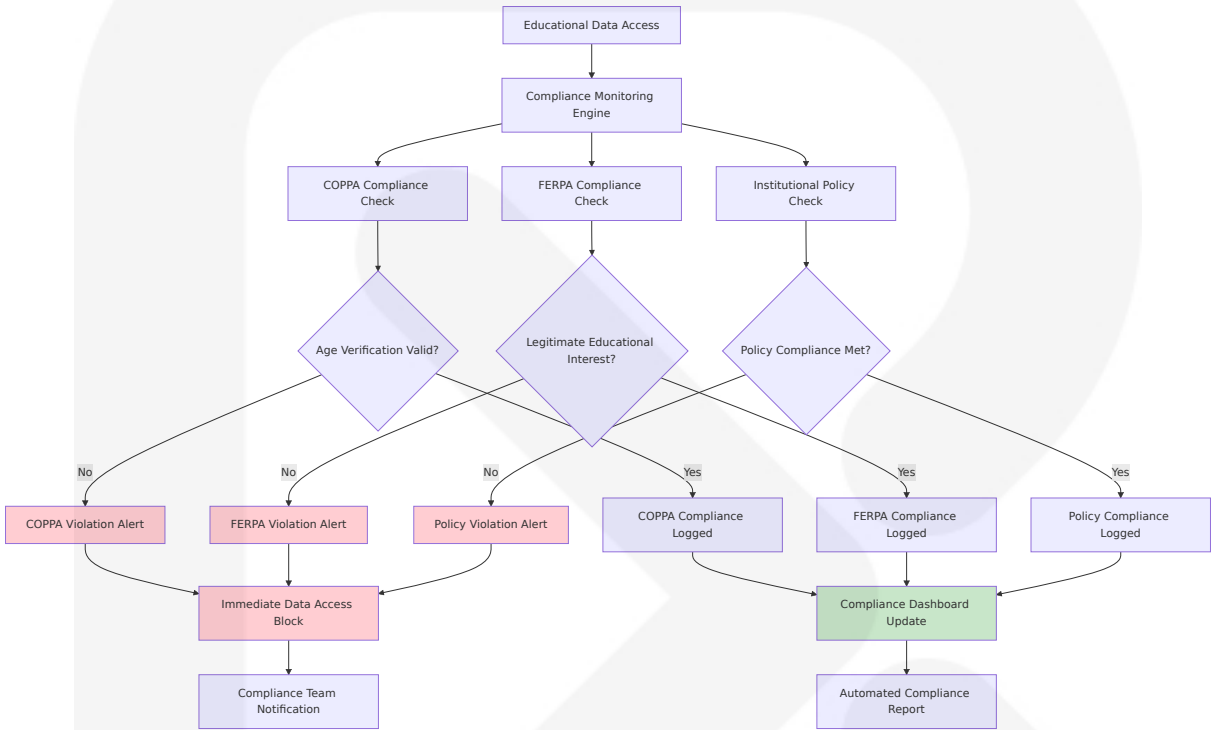 Educational Data Access
Compliance Monitoring
Engine
COPPA Compliance
Check
FERPA Compliance
Check
Institutional Policy
Check
Age Verification Valid?
Legitimate Educational
Interest?
Policy Compliance Met?
No
No
No
Yes
Yes
Yes
COPPA Violation Alert
FERPA Violation Alert
Policy Violation Alert
COPPA Compliance
Logged
FERPA Compliance
Logged
Policy Compliance
Logged
Immediate Data Access
Block
Compliance Dashboard
Update
Compliance Team
Notification
Automated Compliance
Report